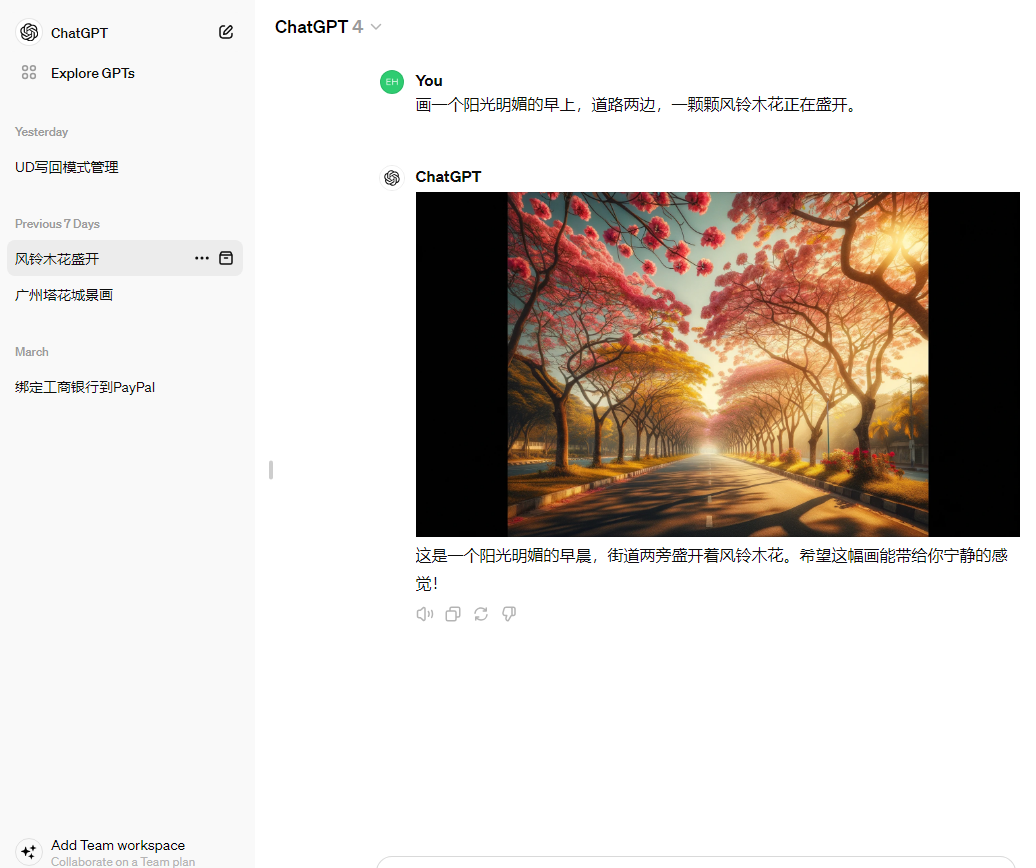 ChatGPT
Explore GPTs
Yesterday
UD写回模式管理
Previous 7 Days
风铃木花盛开
广州塔花城景画
March
绑定工商银行到PayPal
Add Team workspace
Collaborate on a Team plan
ChatGPT 4
EH
You
画一个阳光明媚的早上，道路两边，一颗颗风铃木花正在盛开。
ChatGPT
这是一个阳光明媚的早晨，街道两旁盛开着风铃木花。希望这幅画能带给你宁静的感
觉！